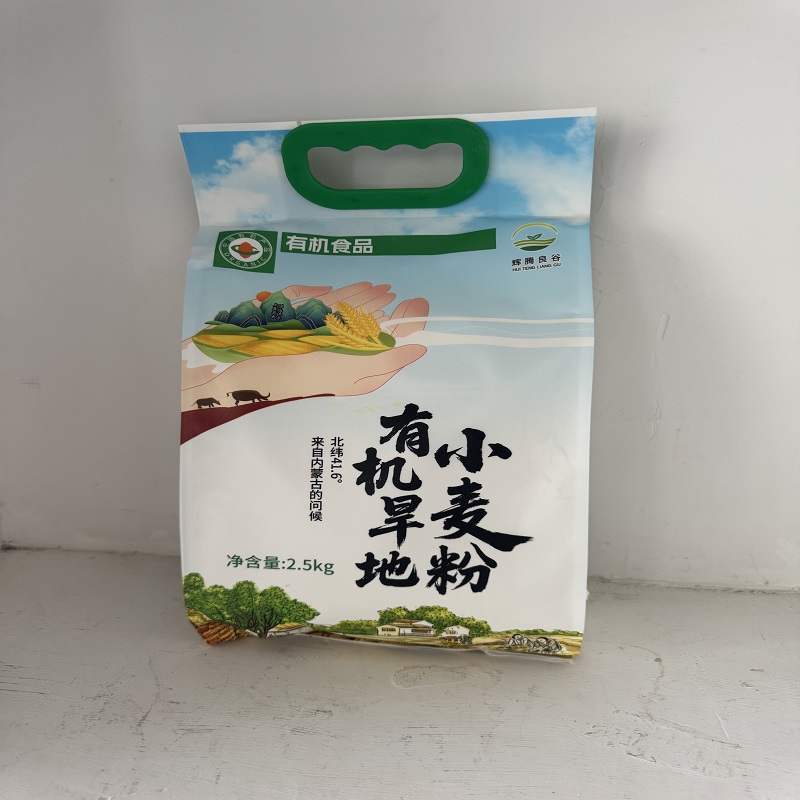 有机食品
辉腾良谷
HUI TENG LIANG GU
北纬41.6°
来自内蒙古的问候
有机旱地
小麦粉
净含量:2.5kg